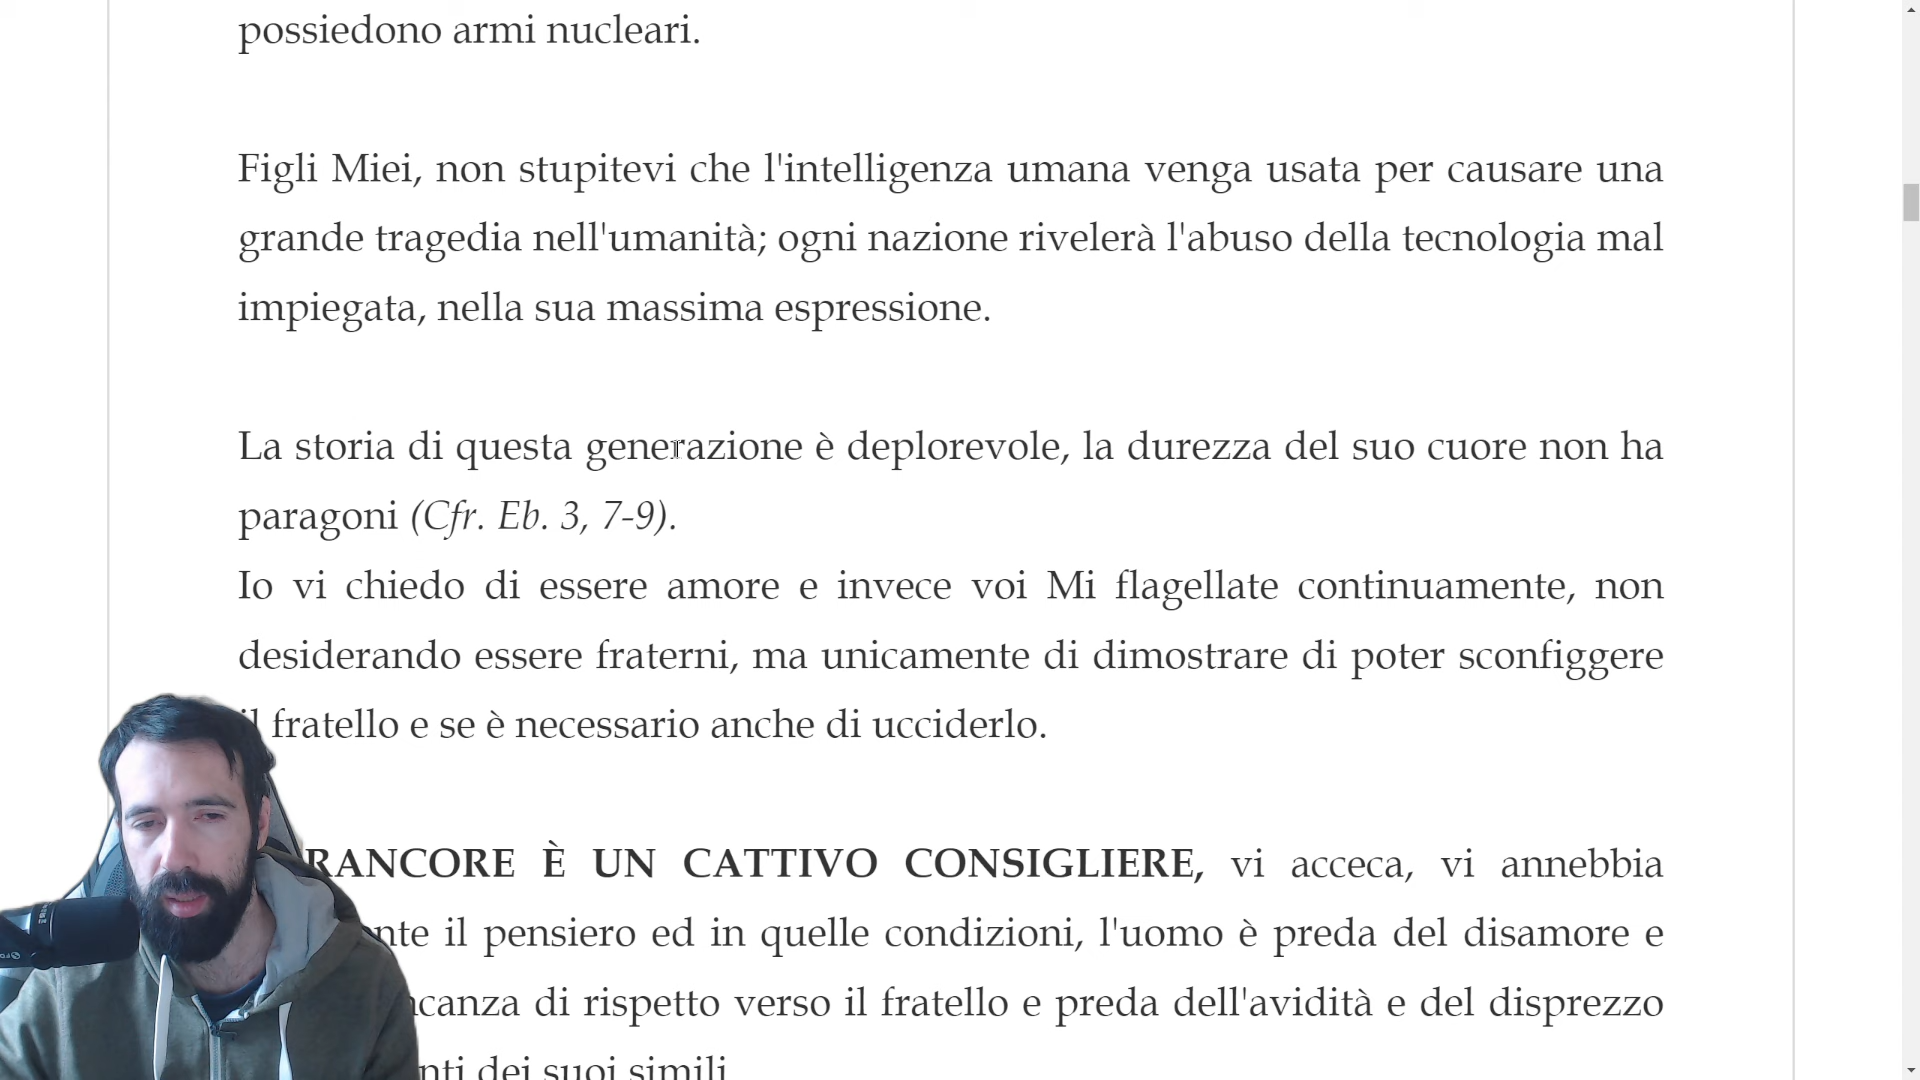 possiedono armi nucleari.
Figli Miei, non stupitevi che l'intelligenza umana venga usata per causare una
grande tragedia nell'umanità; ogni nazione rivelerà l'abuso della tecnologia mal
impiegata, nella sua massima espressione.
La storia di questa generazione è deplorevole, la durezza del suo cuore non ha
paragoni (Cfr. Eb. 3, 7-9).
Io vi chiedo di essere amore e invece voi Mi flagellate continuamente, non
desiderando essere fraterni, ma unicamente di dimostrare di poter sconfiggere
il fratello e se è necessario anche di ucciderlo.
RANCORE È UN CATTIVO CONSIGLIERE, vi acceca, vi annebbia
il pensiero ed in quelle condizioni, l'uomo è preda del disamore e
di rispetto verso il fratello e preda dell'avidità e del disprezzo
dei suoi simili